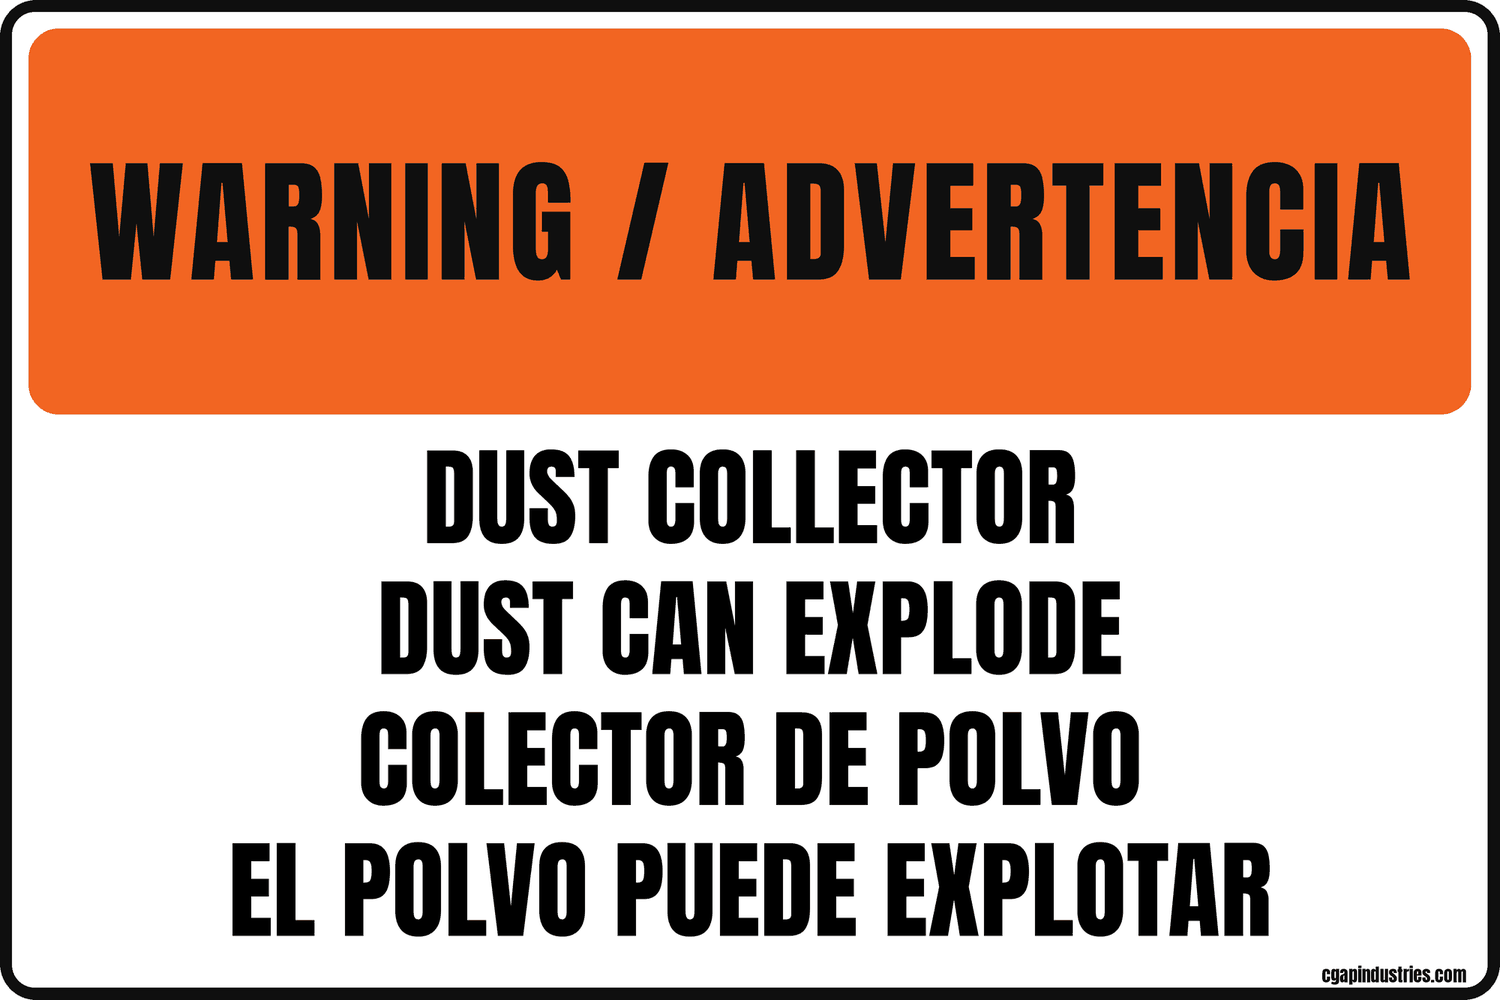 WARNING / ADVERTENCIA
DUST COLLECTOR
DUST CAN EXPLODE
COLECTOR DE POLVO
EL POLVO PUEDE EXPLOTAR
cgapindustries.com